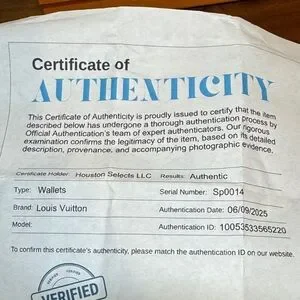 Certificate of
AUTHENTICITY
This Certificate of Authenticity is proudly issued to certify that the item
described below has undergone a thorough authentication process by
Official Authentication's team of expert authenticators. Our rigorous
examination confirms the legitimacy of the item, based on its detailed
description, provenance, and accompanying photographic evidence.
Certificate Holder: Houston Selects LLC Results: Authentic
Type: Wallets Serial Number: Sp0014
Brand: Louis Vuitton Authentication Date: 06/09/2025
Model: Authentication ID: 10053533565220
To confirm this certificate's authenticity, please match the authentication ID on our website.
VERIFIED
VERIFIED